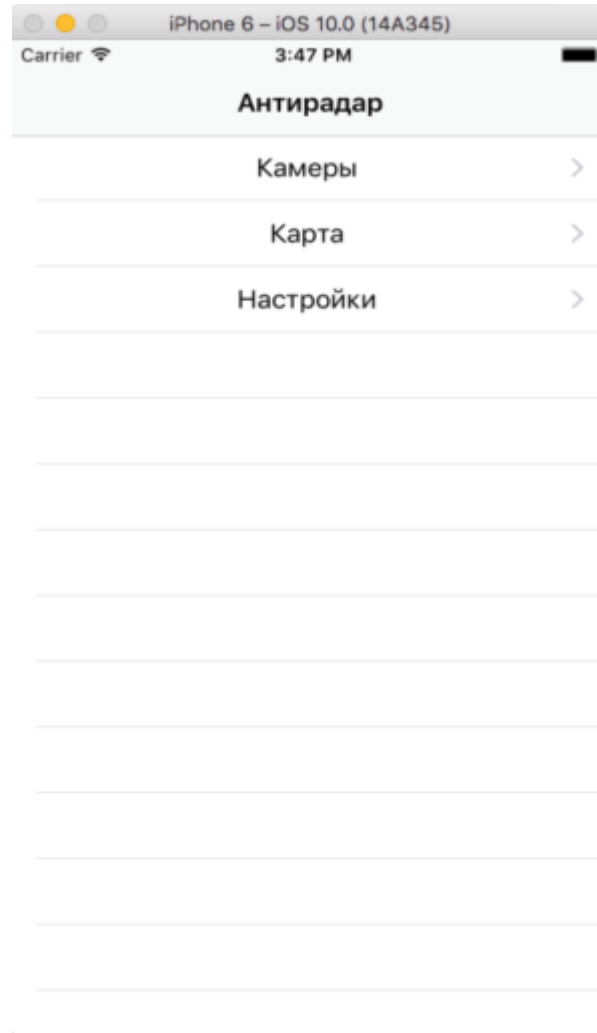 iPhone 6 – iOS 10.0 (14A345)
Carrier 3:47 PM
Антирадар
Камеры
Карта
Настройки